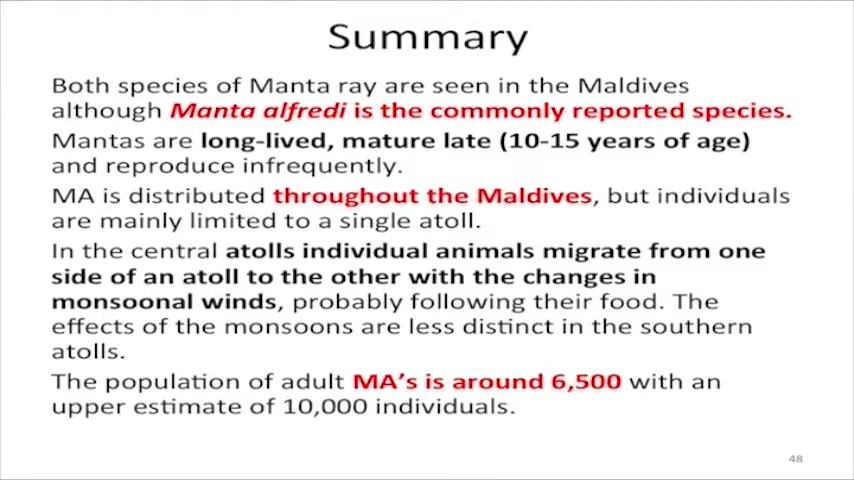 Summary
Both species of Manta ray are seen in the Maldives
although Manta alfredi is the commonly reported species.
Mantas are long-lived, mature late (10-15 years of age)
and reproduce infrequently.
MA is distributed throughout the Maldives, but individuals
are mainly limited to a single atoll.
In the central atolls individual animals migrate from one
side of an atoll to the other with the changes in
monsoonal winds, probably following their food. The
effects of the monsoons are less distinct in the southern
atolls.
The population of adult MA’s is around 6,500 with an
upper estimate of 10,000 individuals.
48